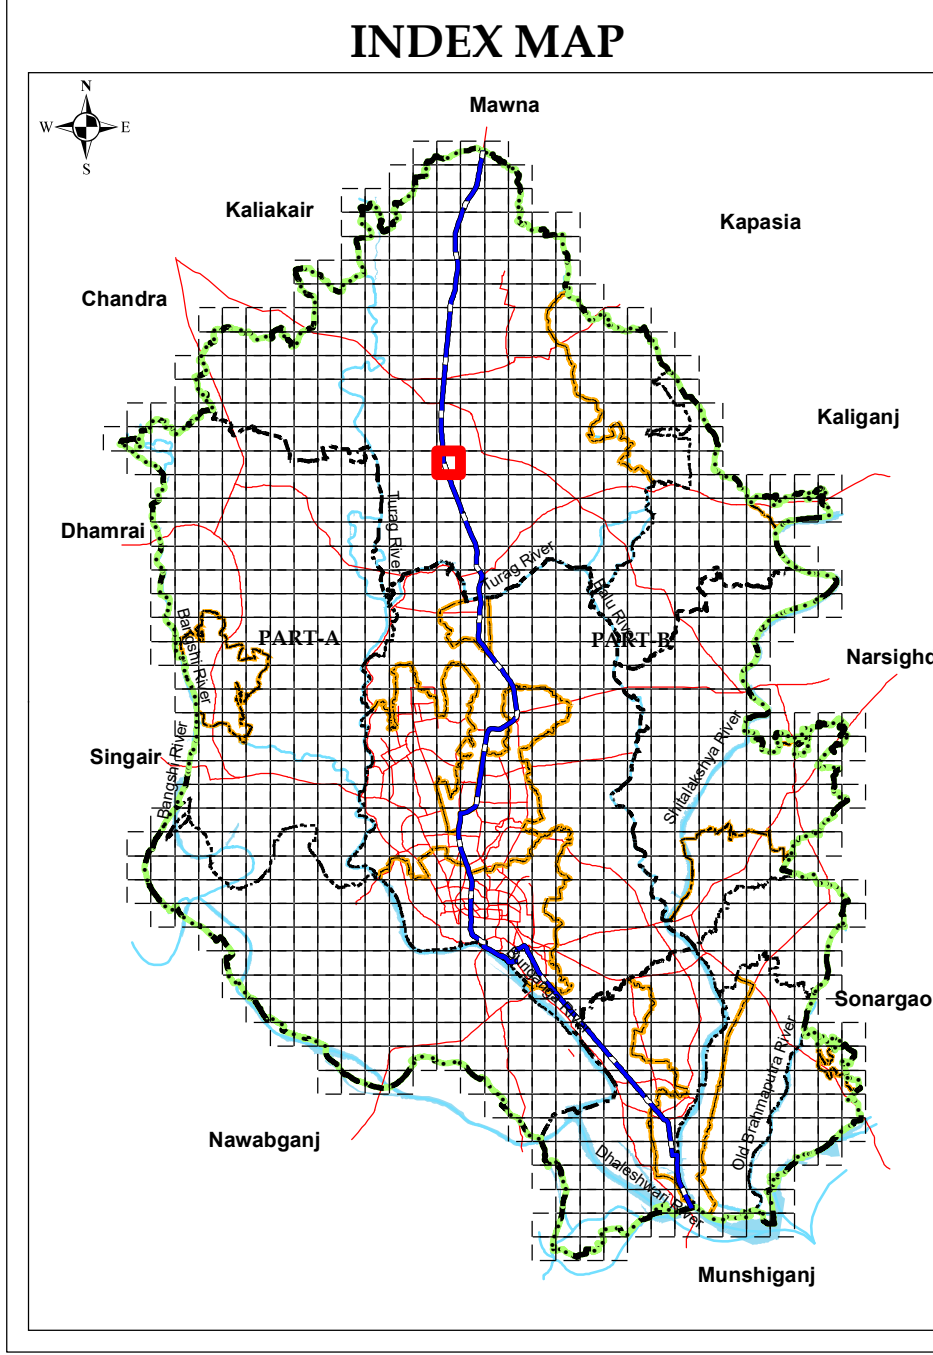 INDEX MAP
N
W E
S
Mawna
Kaliakair
Kapasia
Chandra
Kaliganj
Dhamrai
Turag River
Turag River
Balu River
Bangshi River
PART-A
PART-B
Narsighd
Shitalakshya River
Singair
Bangshi River
Buriganga River
Sonargao
Old Brahmaputra River
Nawabganj
Dhaleshwari River
Munshiganj